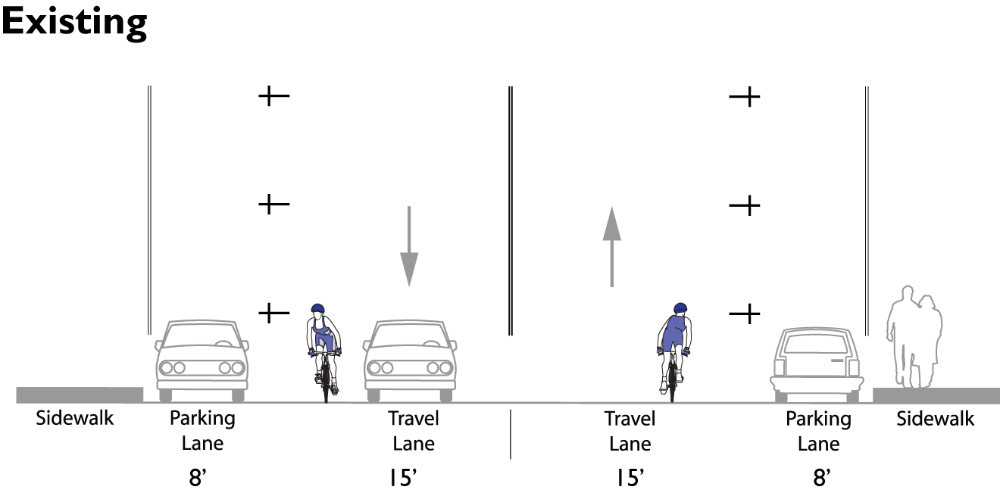 Existing
Sidewalk Parking Travel Travel Parking Sidewalk
Lane Lane Lane Lane
8’ 15’ 15’ 8’